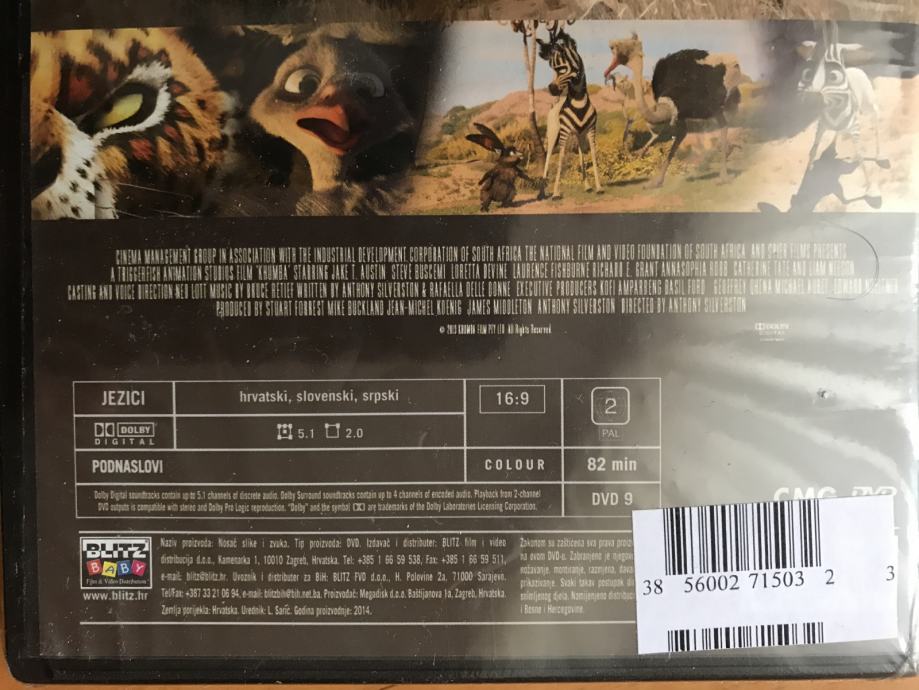 CINEMA MANAGEMENT GROUP IN ASSOCIATION WITH THE INDUSTRIAL DEVELOPMENT CORPORATION OF SOUTH AFRICA THE NATIONAL FILM AND VIDEO FOUNDATION OF SOUTH AFRICA AND SPIER FILMS PRESENTS
A TRIGGERFISH ANIMATION STUDIOS FILM "KHUMBA" STARRING JAKE T. AUSTIN STEVE BUSCEMI LORETTA DEVINE LAURENCE FISHBURNE RICHARD E. GRANT ANNASOPHIA ROBB CATHERINE TATE AND LIAM NEESON
CASTING AND VOICE DIRECTION NED LOTT MUSIC BY BRUCE RETIEF WRITTEN BY ANTHONY SILVERSTON & RAFAELLA DELLE DONNE EXECUTIVE PRODUCERS
PRODUCED BY STUART FORREST MIKE BUCKLAND JEAN-MICHEL KOENIG JAMES MIDDLETON ANTHONY SILVERSTON DIRECTED BY ANTHONY SILVERSTON
© 2013 KHUMBA FILM PTY LTD All Rights Reserved
DOLBY
DIGITAL
JEZICI
hrvatski, slovenski, srpski
16:9
2
PAL
DOLBY
DIGITAL
5.1 2.0
PODNASLOVI
COLOUR
82 min
Dolby Digital soundtracks contain up to 5.1 channels of discrete audio. Dolby Surround soundtracks contain up to 4 channels of encoded audio. Playback from 2-channel
DVD outputs is compatible with stereo and Dolby Pro Logic reproduction. "Dolby" and the symbol are trademarks of the Dolby Laboratories Licensing Corporation.
DVD 9
CMG DVD
BLITZ
BABY
Film & Video Distribution
www.blitz.hr
Naziv proizvoda: Nosač slike i zvuka. Tip proizvoda: DVD. Izdavač i distributer: BLITZ film i video
distribucija d.o.o., Kamenarka 1, 10010 Zagreb, Hrvatska. Tel: +385 1 66 59 538, Fax: +385 1 66 59 511,
e-mail: blitz@blitz.hr. Uvoznik i distributer za BiH: BLITZ FVD d.o.o., H. Polovine 2a, 71000 Sarajevo.
Tel/Fax: +387 33 21 06 94, e-mail: blitzbih@bih.net.ba. Proizvođač: Megadisk d.o.o. Baštijanova 1a, Zagreb, Hrvatska.
Zemlja porijekla: Hrvatska. Urednik: L. Sarić. Godina proizvodnje: 2014.
Zakonom su zaštićena sva prava
na ovom DVD-u. Zabranjeno je
montiranje, razmjena,
prikazivanje. Svaki takav postupak
snimljenog djela. Namijenjeno
i Bosne i Hercegovine.
38 56002 71503 2 3